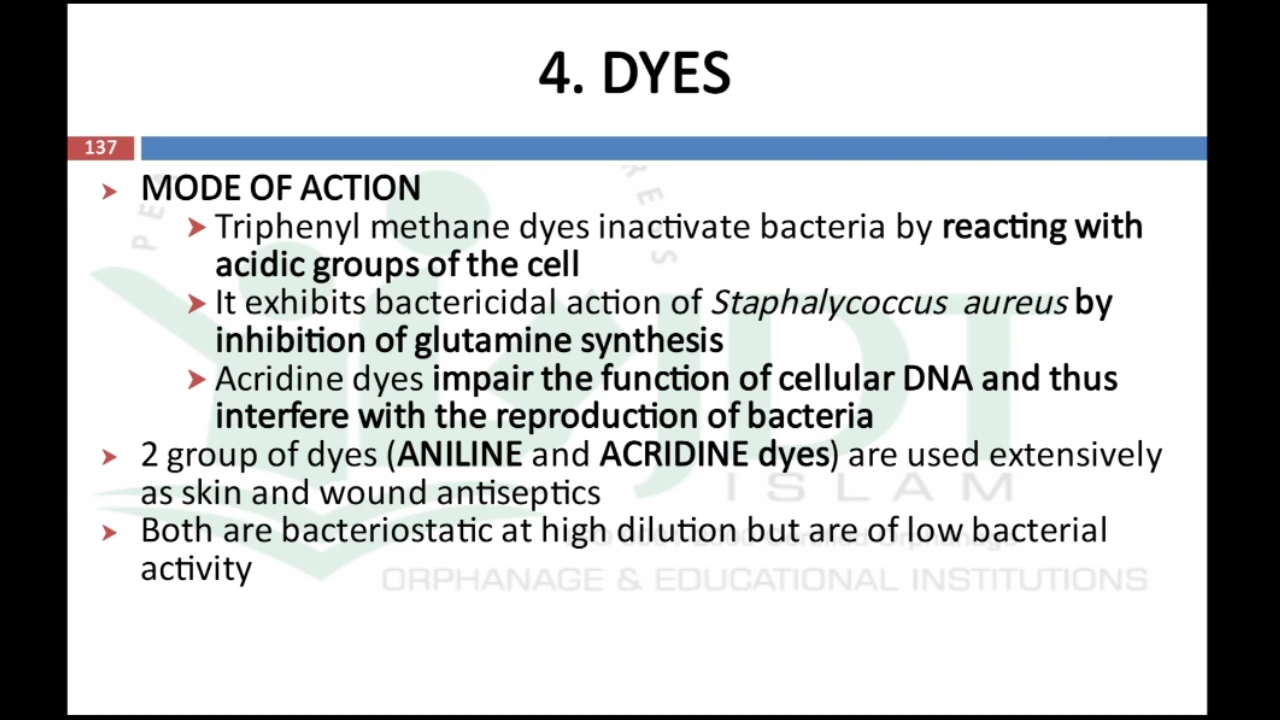 4. DYES
137
MODE OF ACTION
Triphenyl methane dyes inactivate bacteria by reacting with
acidic groups of the cell
It exhibits bactericidal action of Staphalycoccus aureus by
inhibition of glutamine synthesis
Acridine dyes impair the function of cellular DNA and thus
interfere with the reproduction of bacteria
2 group of dyes (ANILINE and ACRIDINE dyes) are used extensively
as skin and wound antiseptics
Both are bacteriostatic at high dilution but are of low bacterial
activity
JDT
ISLAM
ORPHANAGE & EDUCATIONAL INSTITUTIONS